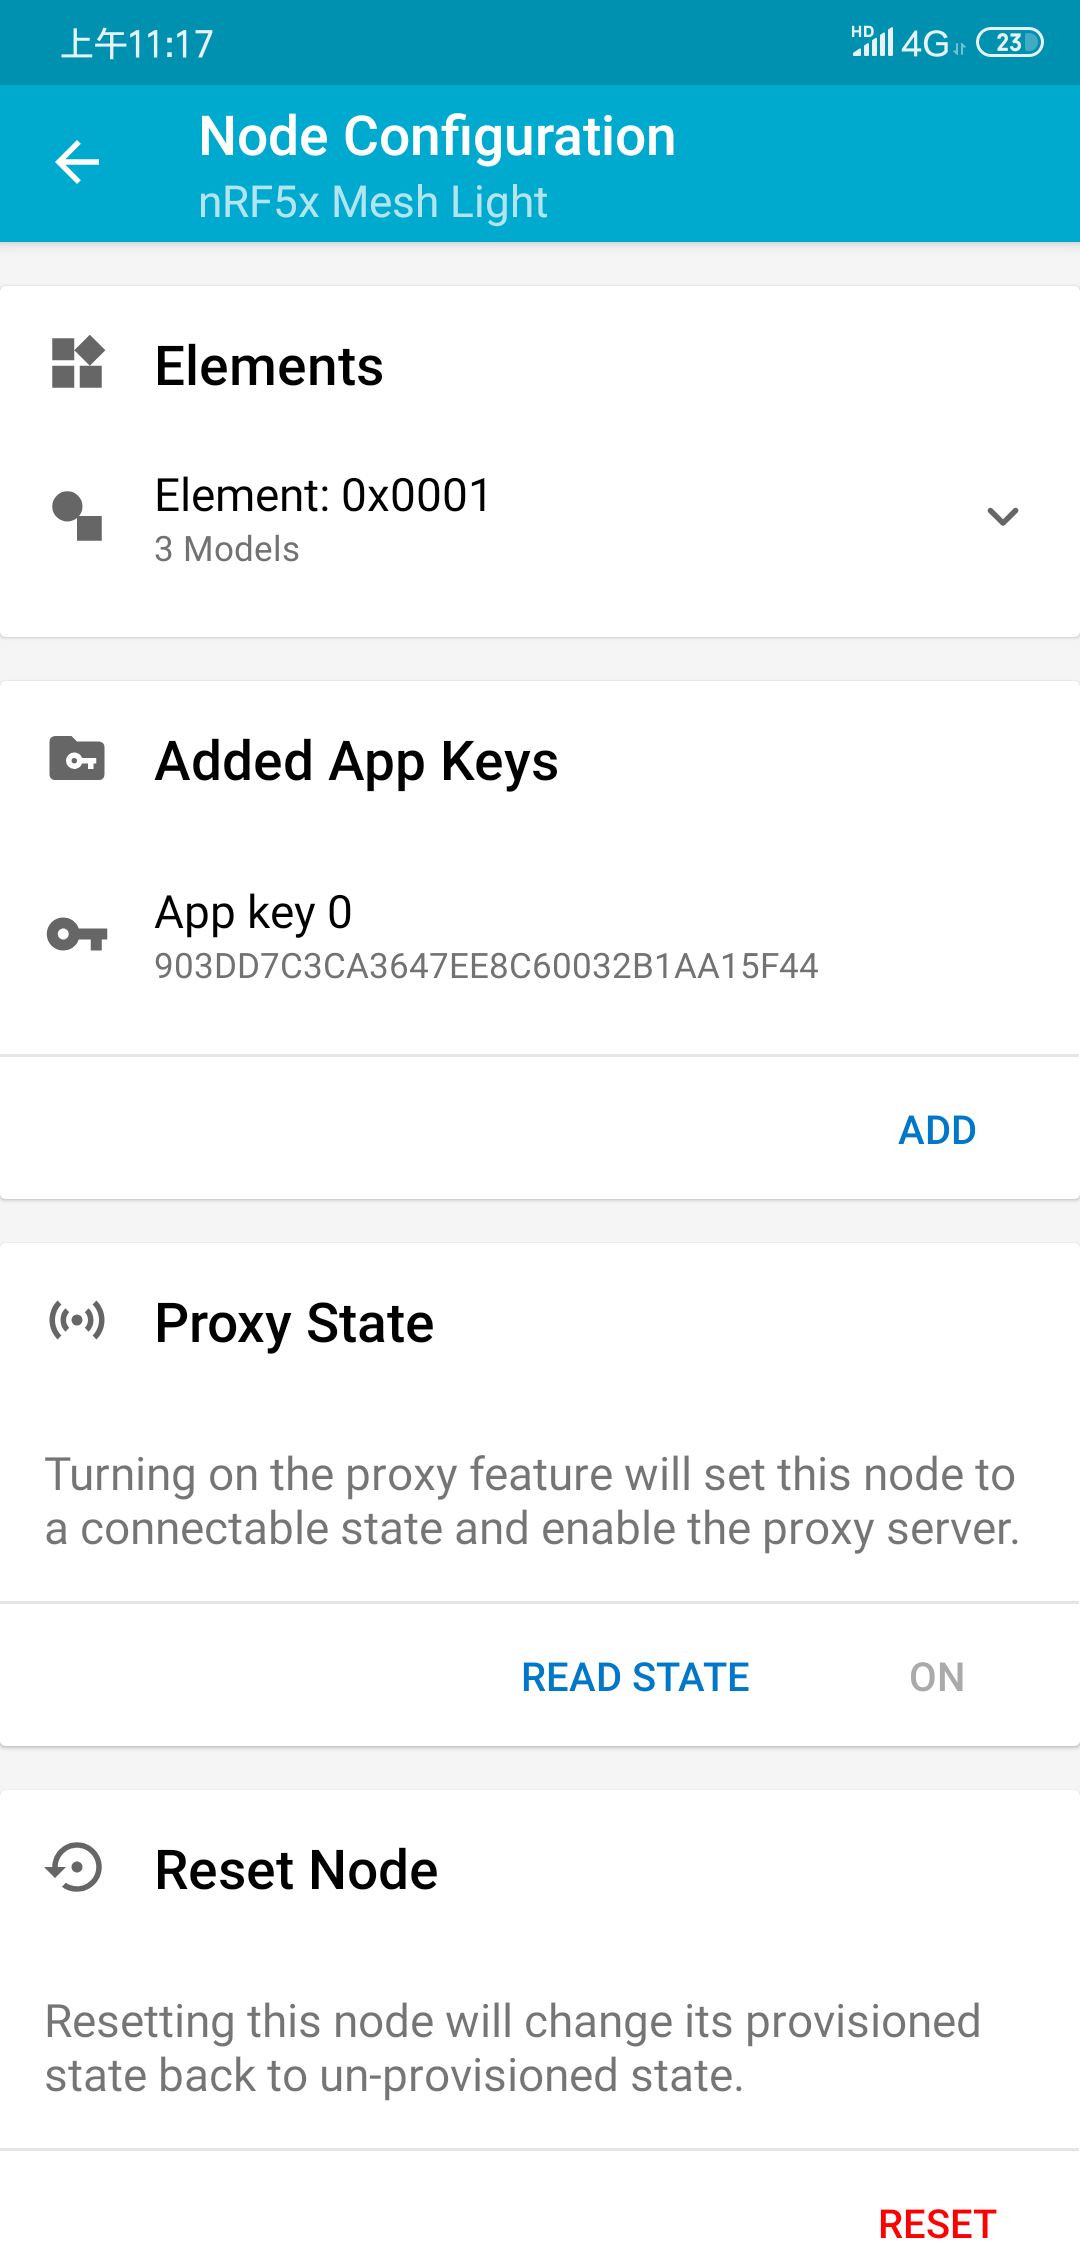 上午11:17
HD 4G 23
Node Configuration
nRF5x Mesh Light
Elements
Element: 0x0001
3 Models
Added App Keys
App key 0
903DD7C3CA3647EE8C60032B1AA15F44
ADD
Proxy State
Turning on the proxy feature will set this node to
a connectable state and enable the proxy server.
READ STATE ON
Reset Node
Resetting this node will change its provisioned
state back to un-provisioned state.
RESET